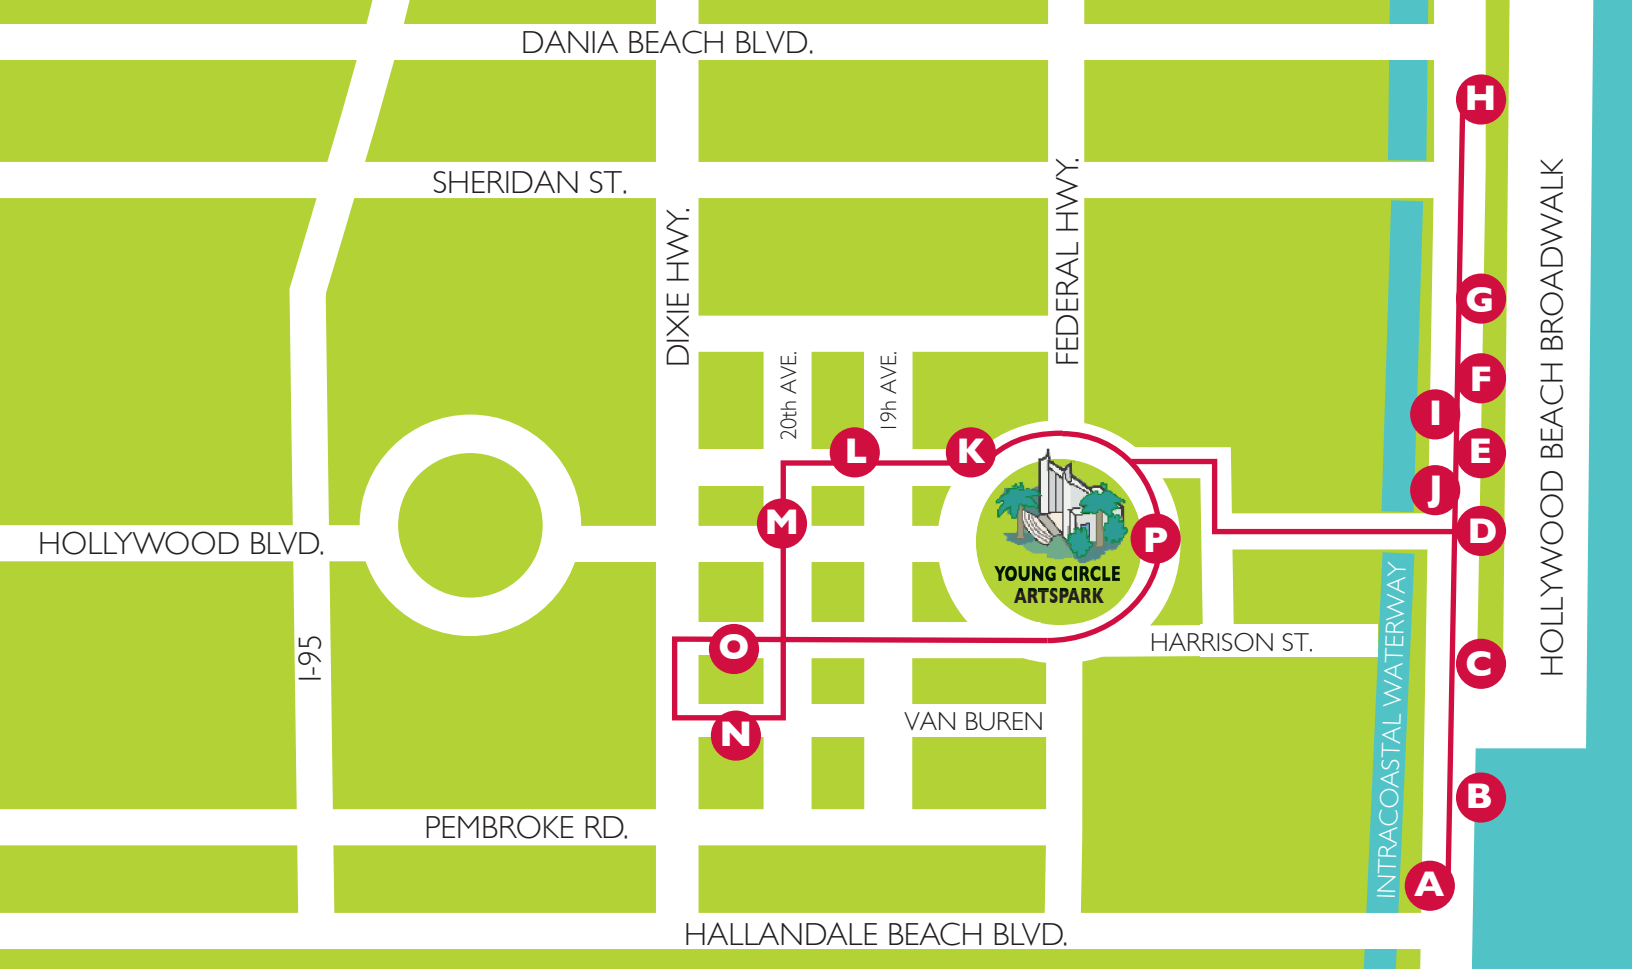 DANIA BEACH BLVD.
H
SHERIDAN ST.
DIXIE HWY.
FEDERAL HWY.
HOLLYWOOD BEACH BROADWALK
G
20th AVE.
19h AVE.
F
I
L
K
E
J
M
D
P
HOLLYWOOD BLVD.
YOUNG CIRCLE
ARTSPARK
I-95
O
HARRISON ST.
C
N
VAN BUREN
INTRACOASTAL WATERWAY
B
PEMBROKE RD.
A
HALLANDALE BEACH BLVD.